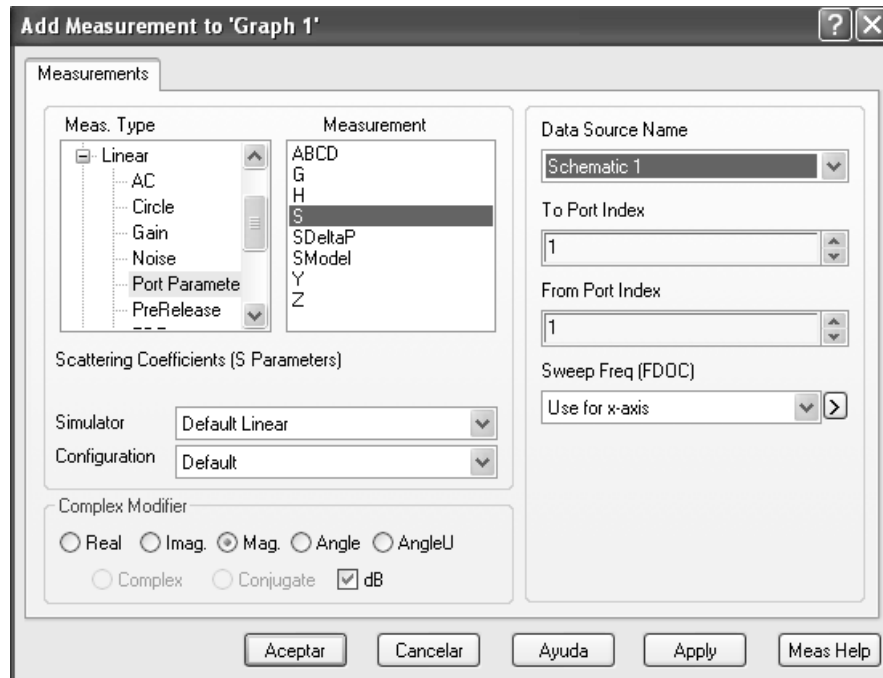 Add Measurement to 'Graph 1'
Measurements
Meas. Type
Linear
AC
Circle
Gain
Noise
Port Paramete
PreRelease
Measurement
ABCD
G
H
S
SDeltaP
SModel
Y
Z
Scattering Coefficients (S Parameters)
Simulator
Default Linear
Configuration
Default
Complex Modifier
Real
Imag.
Mag.
Angle
AngleU
Complex
Conjugate
dB
Data Source Name
Schematic 1
To Port Index
1
From Port Index
1
Sweep Freq (FDOC)
Use for x-axis
>
Aceptar
Cancelar
Ayuda
Apply
Meas Help